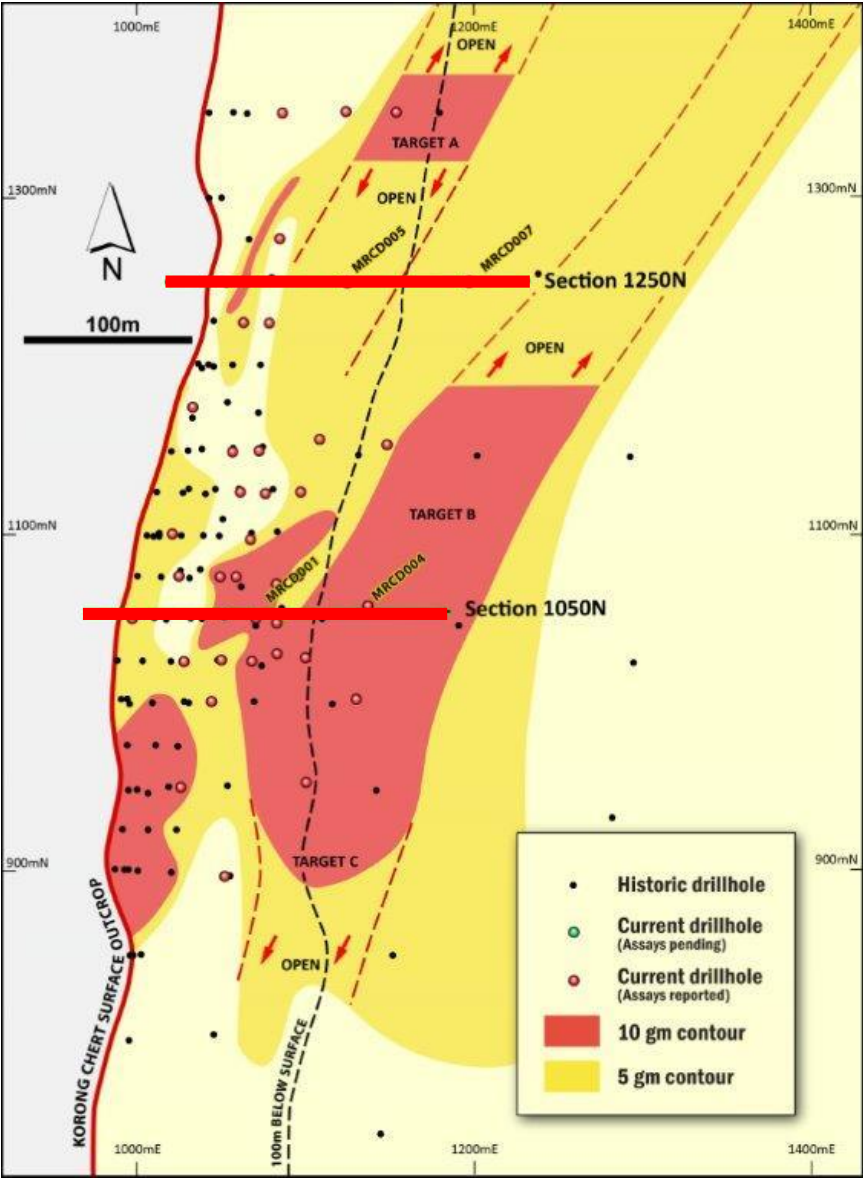 1000mE
1200mE
1400mE
OPEN
TARGET A
1300mN
1300mN
OPEN
MRCD005
MRCD007
N
Section 1250N
100m
OPEN
TARGET B
1100mN
1100mN
MRCD001
MRCD004
Section 1050N
900mN
900mN
TARGET C
KORONG CHERT SURFACE OUTCROP
OPEN
100m BELOW SURFACE
Historic drillhole
Current drillhole
(Assays pending)
Current drillhole
(Assays reported)
10 gm contour
5 gm contour
1000mE
1200mE
1400mE